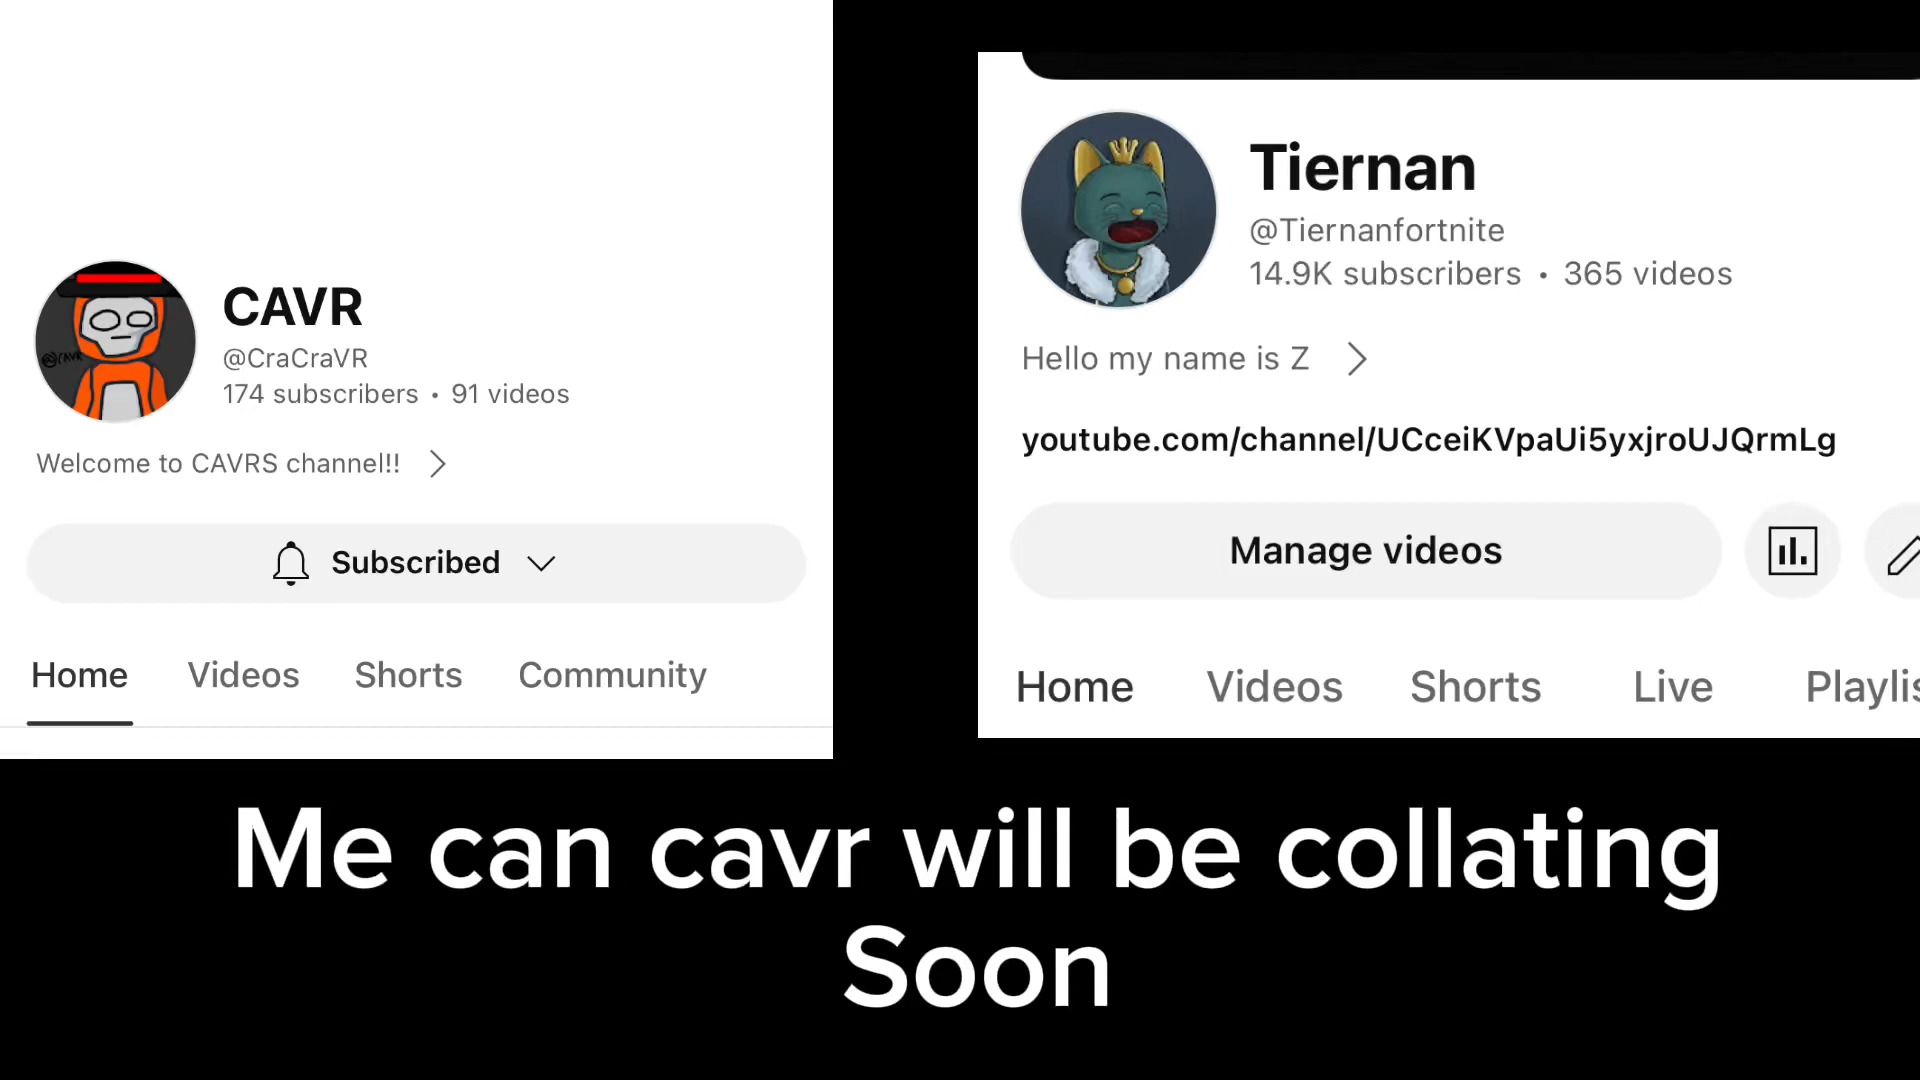 CAVR
@CraCraVR
174 subscribers • 91 videos
Welcome to CAVRS channel!!
Subscribed
Home Videos Shorts Community
@CAVR
Tiernan
@Tiernanfortnite
14.9K subscribers • 365 videos
Hello my name is Z
youtube.com/channel/UCceiKVpaUi5yxjroUJQrmLg
Manage videos
Home Videos Shorts Live Playlis
Me can cavr will be collating
Soon